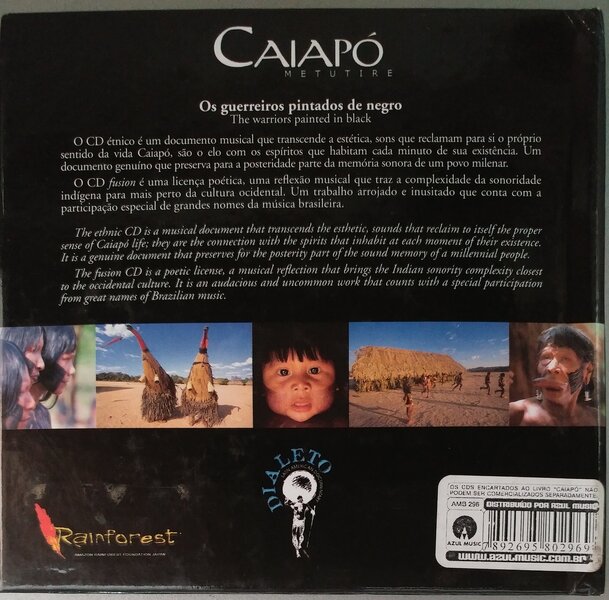 CAIAPÓ
METUTIRE
Os guerreiros pintados de negro
The warriors painted in black
O CD étnico é um documento musical que transcende a estética, sons que reclamam para si o próprio
sentido da vida Caiapó, são o elo com os espíritos que habitam cada minuto de sua existência. Um
documento genuíno que preserva para a posteridade parte da memória sonora de um povo milenar.
O CD fusion é uma licença poética, uma reflexão musical que traz a complexidade da sonoridade
indígena para mais perto da cultura ocidental. Um trabalho arrojado e inusitado que conta com a
participação especial de grandes nomes da música brasileira.
The ethnic CD is a musical document that transcends the esthetic, sounds that reclaim to itself the proper
sense of Caiapó life; they are the connection with the spirits that inhabit at each moment of their existence.
It is a genuine document that preserves for the posterity part of the sound memory of a millennial people.
The fusion CD is a poetic license, a musical reflection that brings the Indian sonority complexity closest
to the occidental culture. It is an audacious and uncommon work that counts with a special participation
from great names of Brazilian music.
DIALETO
LATIN AMERICAN
Rainforest
AMAZON RAIN FOREST FOUNDATION JAPAN
OS CDS ENCARTADOS AO LIVRO "CAIAPÓ" NÃO
PODEM SER COMERCIALIZADOS SEPARADAMENTE.
AMB 296 DISTRIBUÍDO POR AZUL MUSIC
AZUL MUSIC
7 892695 802969
www.azulmusic.com.br